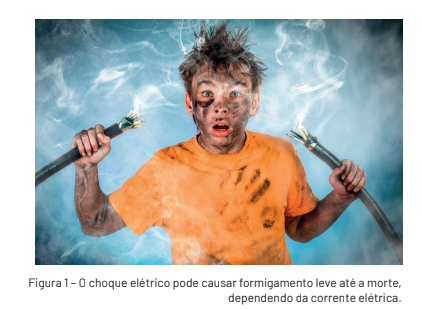 Figura 1 – O choque elétrico pode causar formigamento leve até a morte,
dependendo da corrente elétrica.